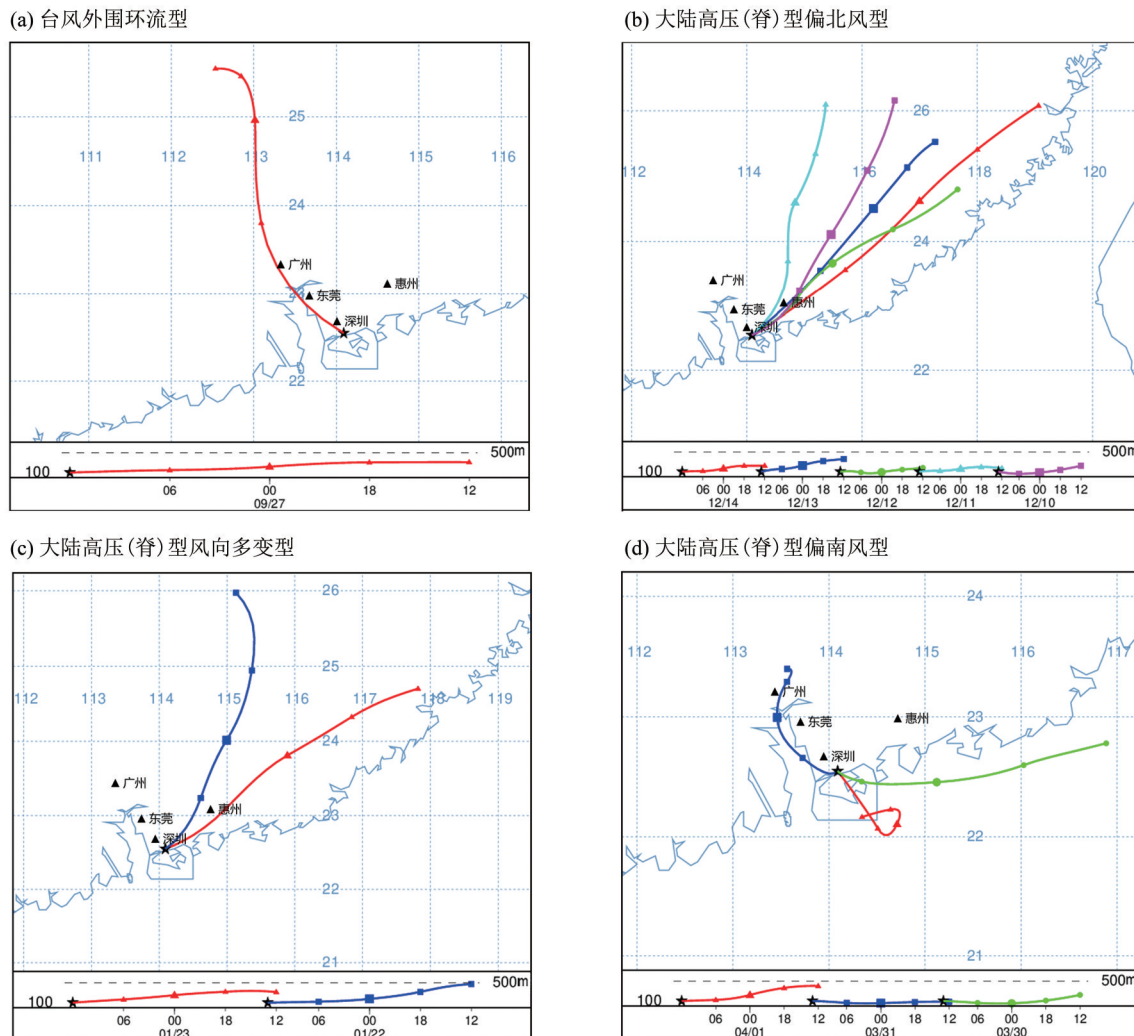 (a) 台风外围环流型
25
111 112 113 114 115 116
24
广州
东莞
惠州
深圳
22
500m
100
06 00 18 12
09/27
(b) 大陆高压(脊)型偏北风型
26
112 114 116 118 120
24
广州
惠州
东莞
深圳
22
500m
100
06 00 18 12 06 00 18 12 06 00 18 12 06 00 18 12 06 00 18 12
12/14 12/13 12/12 12/11 12/10
(c) 大陆高压(脊)型风向多变型
26
25
112 113 114 115 116 117 118 119
24
广州
惠州
23
东莞
深圳
22
21
500m
100
06 00 18 12 06 00 18 12
01/23 01/22
(d) 大陆高压(脊)型偏南风型
24
112 113 114 115 116 117
广州
惠州
23
东莞
深圳
22
21
500m
100
06 00 18 12 06 00 18 12 06 00 18 12
04/01 03/31 03/30